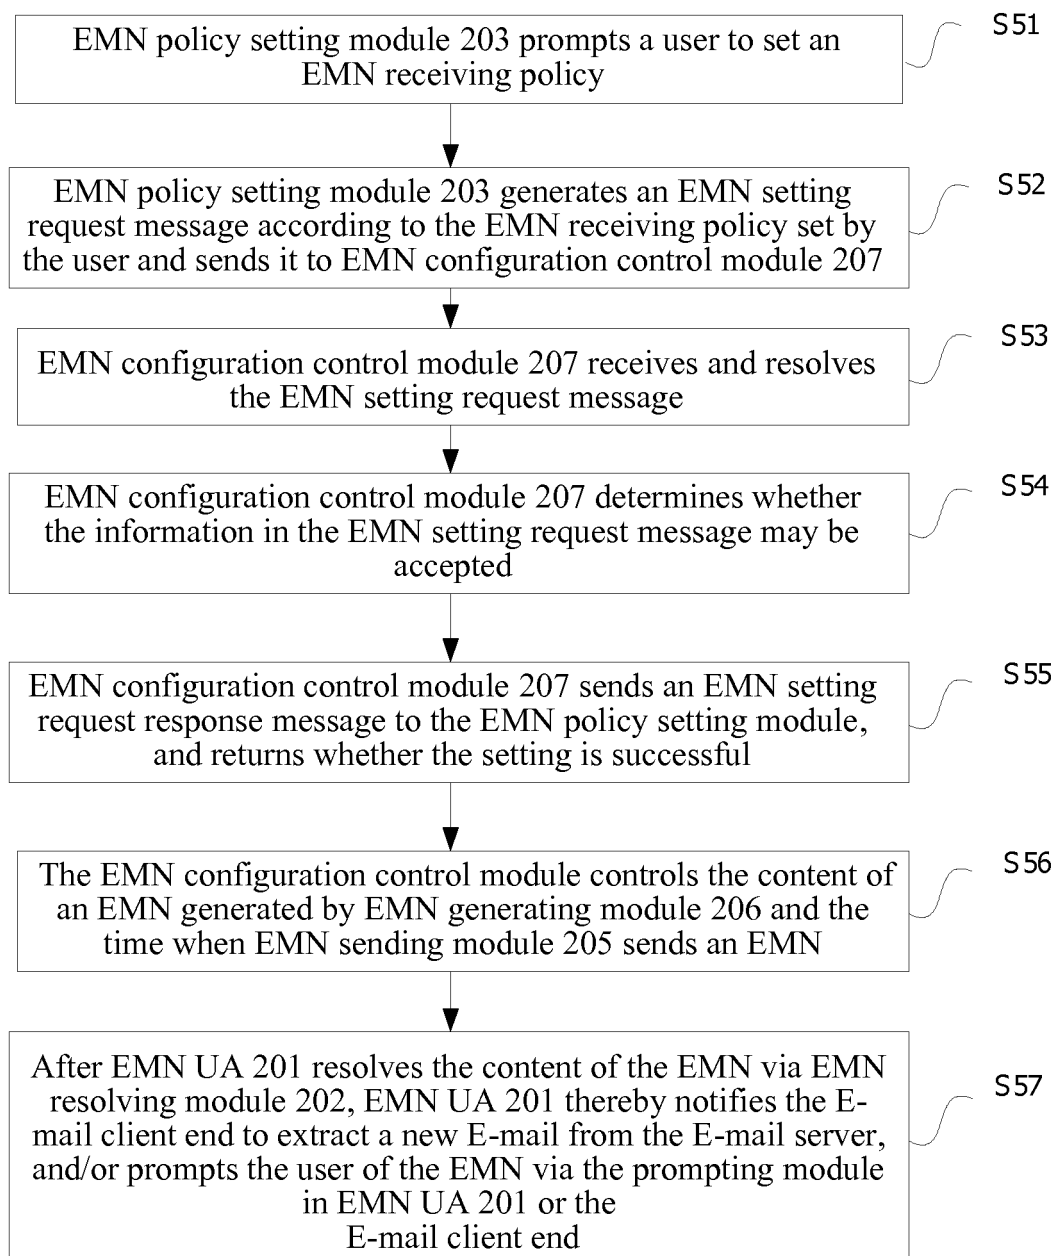 EMN policy setting module 203 prompts a user to set an
EMN receiving policy
S51
EMN policy setting module 203 generates an EMN setting
request message according to the EMN receiving policy set by
the user and sends it to EMN configuration control module 207
S52
EMN configuration control module 207 receives and resolves
the EMN setting request message
S53
EMN configuration control module 207 determines whether
the information in the EMN setting request message may be
accepted
S54
EMN configuration control module 207 sends an EMN setting
request response message to the EMN policy setting module,
and returns whether the setting is successful
S55
The EMN configuration control module controls the content of
an EMN generated by EMN generating module 206 and the
time when EMN sending module 205 sends an EMN
S56
After EMN UA 201 resolves the content of the EMN via EMN
resolving module 202, EMN UA 201 thereby notifies the E-
mail client end to extract a new E-mail from the E-mail server,
and/or prompts the user of the EMN via the prompting module
in EMN UA 201 or the
E-mail client end
S57